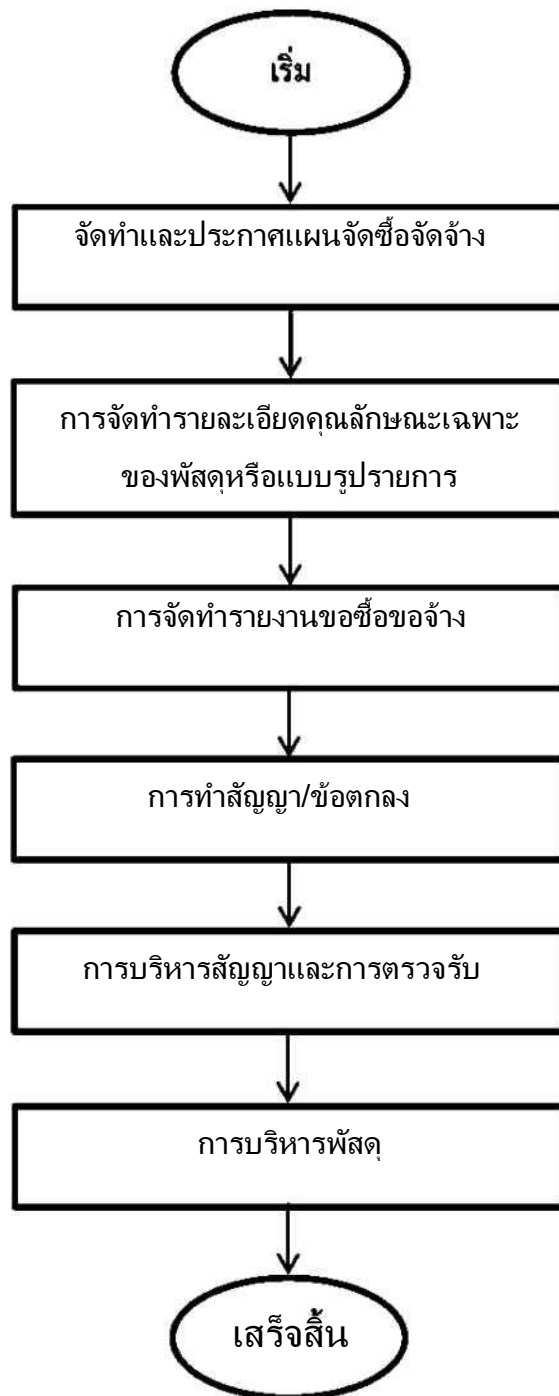 เริ่ม
จัดทำและประกาศแผนจัดซื้อจัดจ้าง
การจัดทำรายละเอียดคุณลักษณะเฉพาะ
ของพัสดุหรือแบบรูปรายการ
การจัดทำรายงานขอซื้อขอจ้าง
การทำสัญญา/ข้อตกลง
การบริหารสัญญาและการตรวจรับ
การบริหารพัสดุ
เสร็จสิ้น